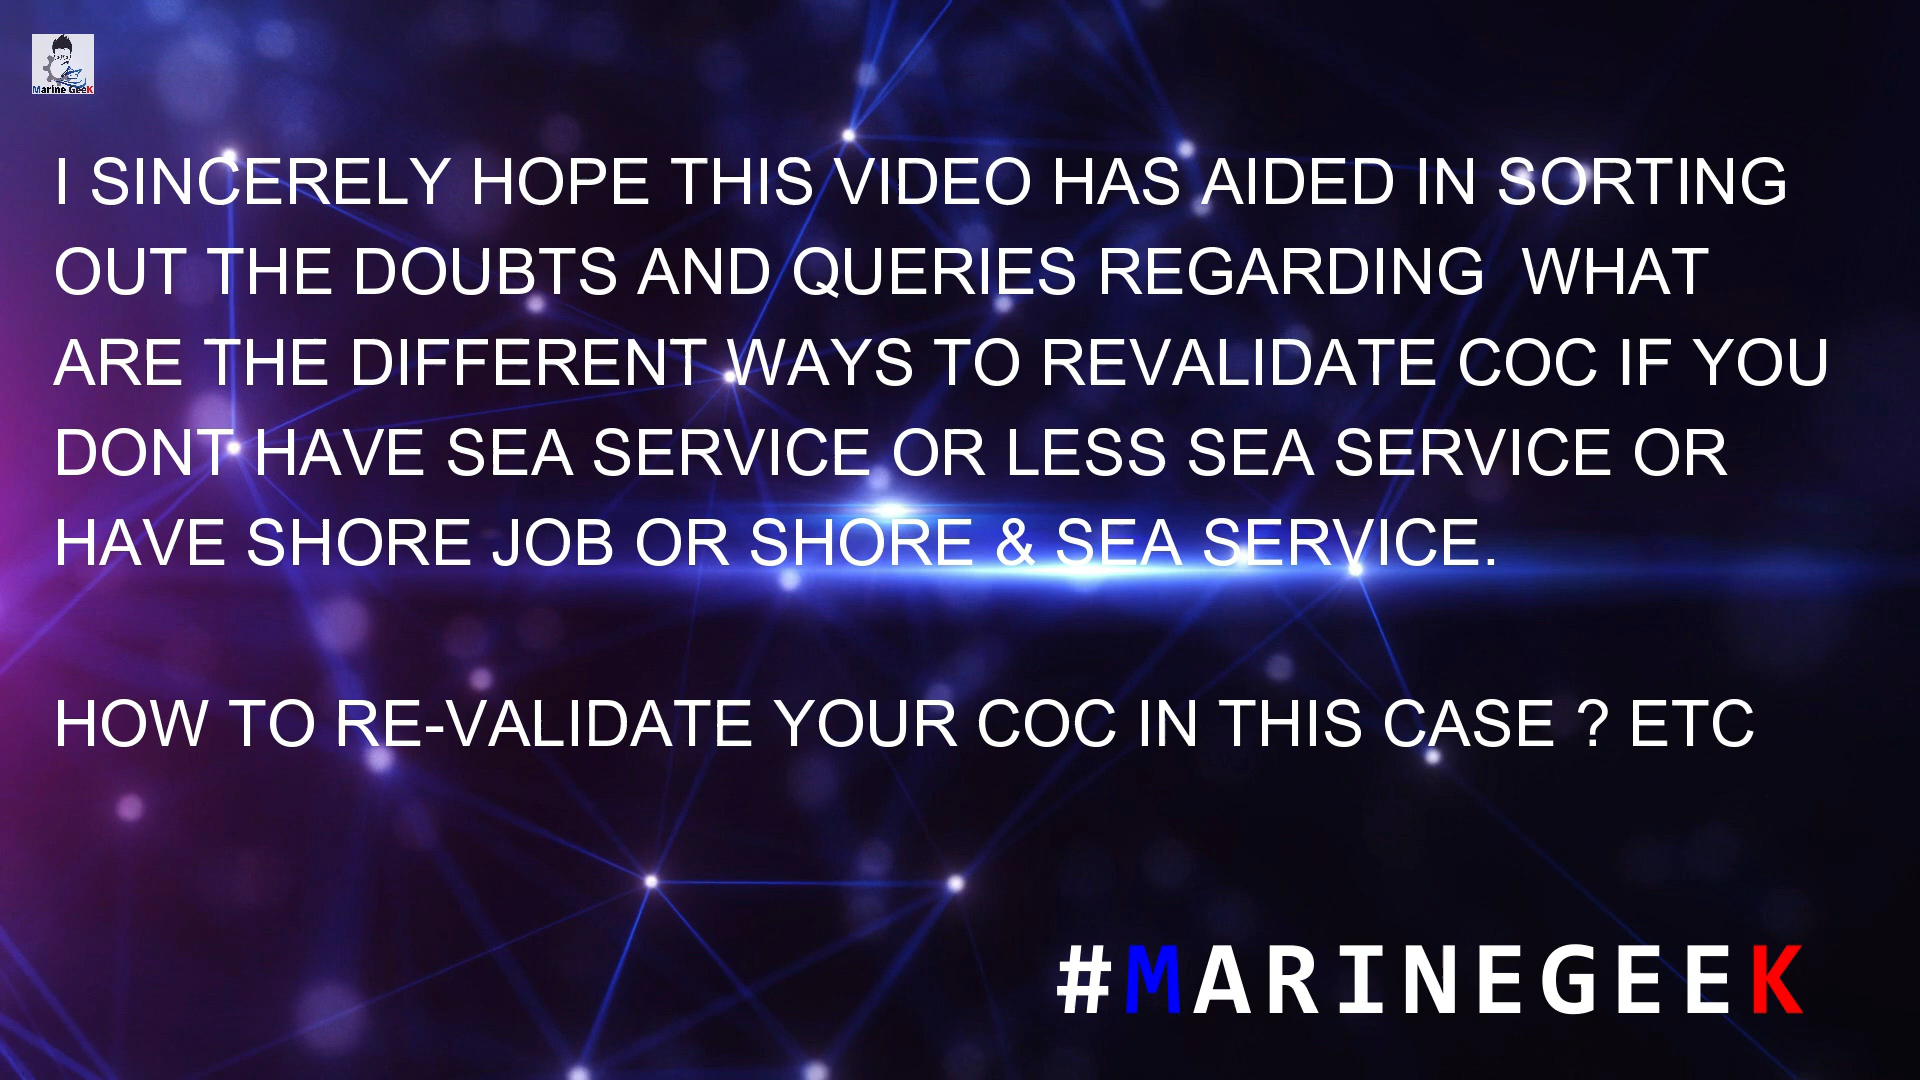 Marine GeeK
I SINCERELY HOPE THIS VIDEO HAS AIDED IN SORTING
OUT THE DOUBTS AND QUERIES REGARDING  WHAT
ARE THE DIFFERENT WAYS TO REVALIDATE COC IF YOU
DONT HAVE SEA SERVICE OR LESS SEA SERVICE OR
HAVE SHORE JOB OR SHORE & SEA SERVICE.
HOW TO RE-VALIDATE YOUR COC IN THIS CASE ? ETC
#MARINEGEEK